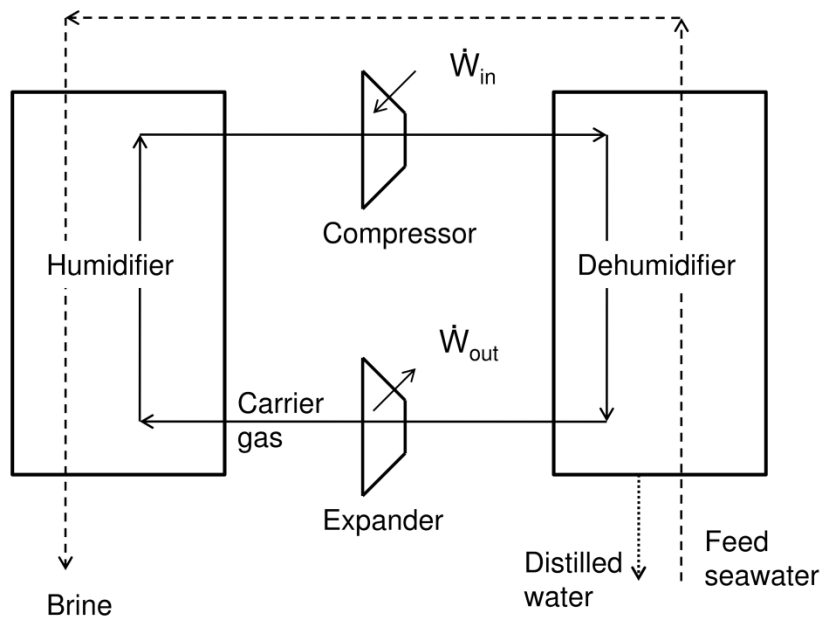 Ẇin
Compressor
Humidifier
Dehumidifier
Ẇout
Carrier
gas
Expander
Distilled
water
Feed
seawater
Brine